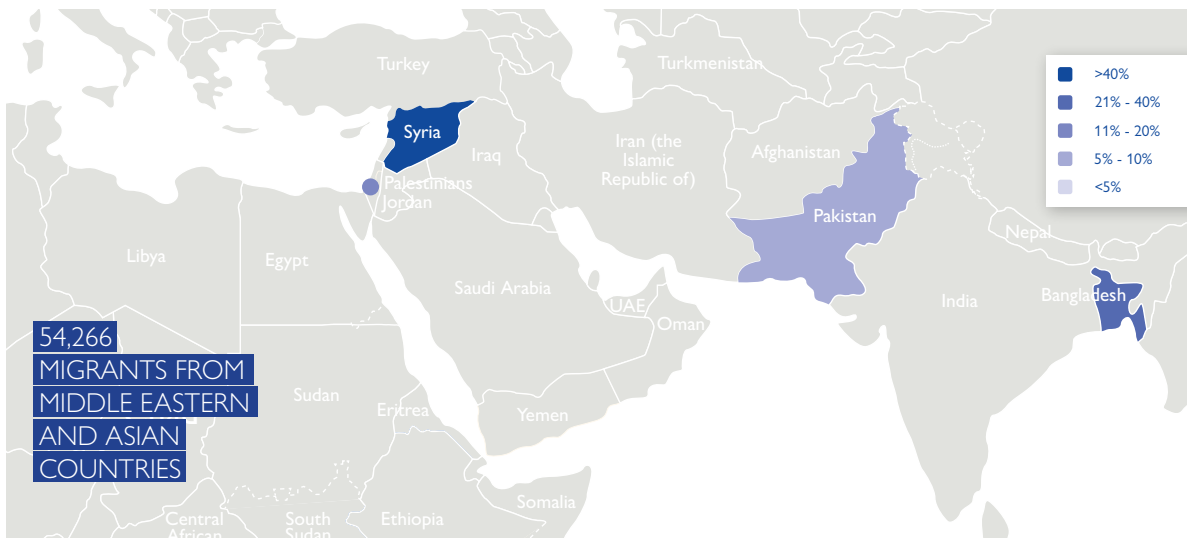 Turkey
Turkmenistan
>40%
21% - 40%
11% - 20%
5% - 10%
<5%
Syria
Iraq
Iran (the
Islamic
Republic of)
Afghanistan
Palestinians
Jordan
Pakistan
Nepal
Libya
Egypt
Saudi Arabia
UAE
Oman
India
Bangladesh
54,266
MIGRANTS FROM
MIDDLE EASTERN
AND ASIAN
COUNTRIES
Sudan
Eritrea
Yemen
Somalia
Central
African
South
Sudan
Ethiopia